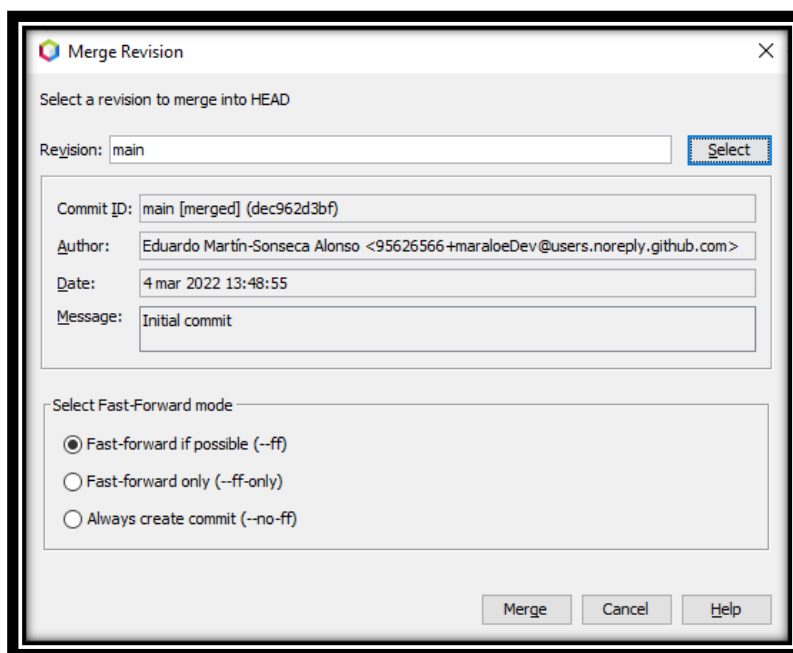 Merge Revision
Select a revision to merge into HEAD
Revision: main Select
Commit ID: main [merged] (dec962d3bf)
Author: Eduardo Martín-Sonseca Alonso <95626566+maraloeDev@users.noreply.github.com>
Date: 4 mar 2022 13:48:55
Message: Initial commit
Select Fast-Forward mode
Fast-forward if possible (--ff)
Fast-forward only (--ff-only)
Always create commit (--no-ff)
Merge Cancel Help